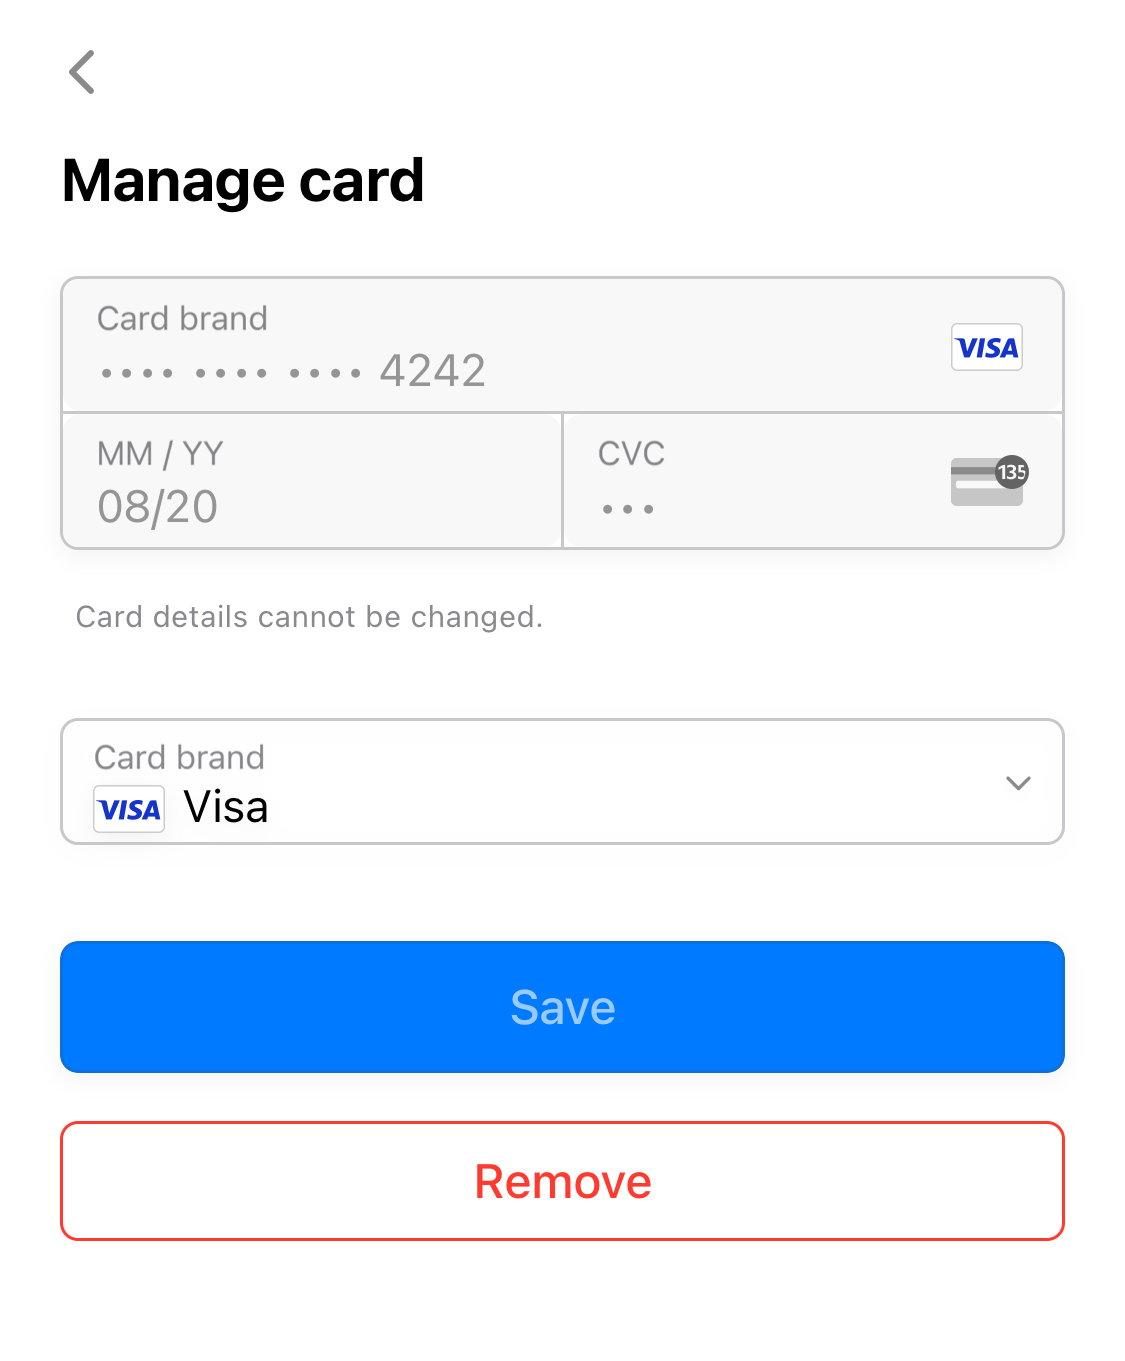 Manage card
Card brand
•••• •••• •••• 4242
VISA
MM / YY
08/20
CVC
•••
135
Card details cannot be changed.
Card brand
VISA Visa
Save
Remove